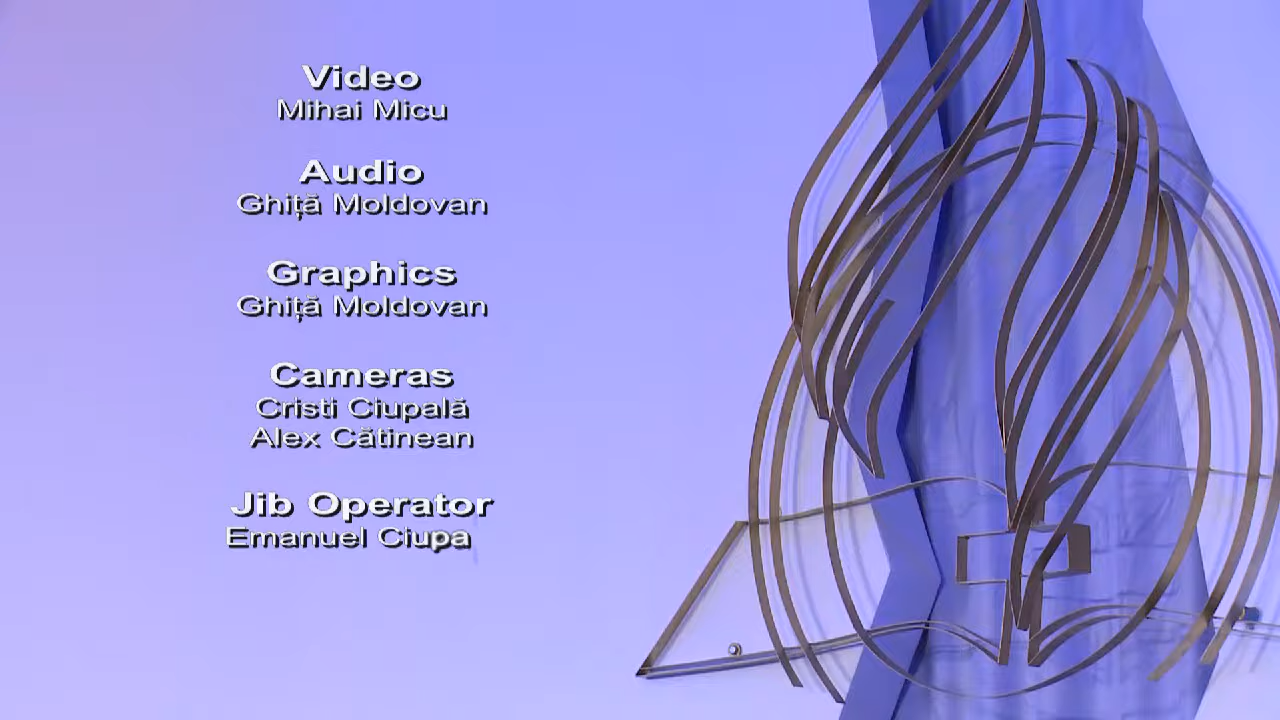 Video
Mihai Micu
Audio
Ghiță Moldovan
Graphics
Ghiță Moldovan
Cameras
Cristi Ciupală
Alex Cătinean
Jib Operator
Emanuel Ciupa